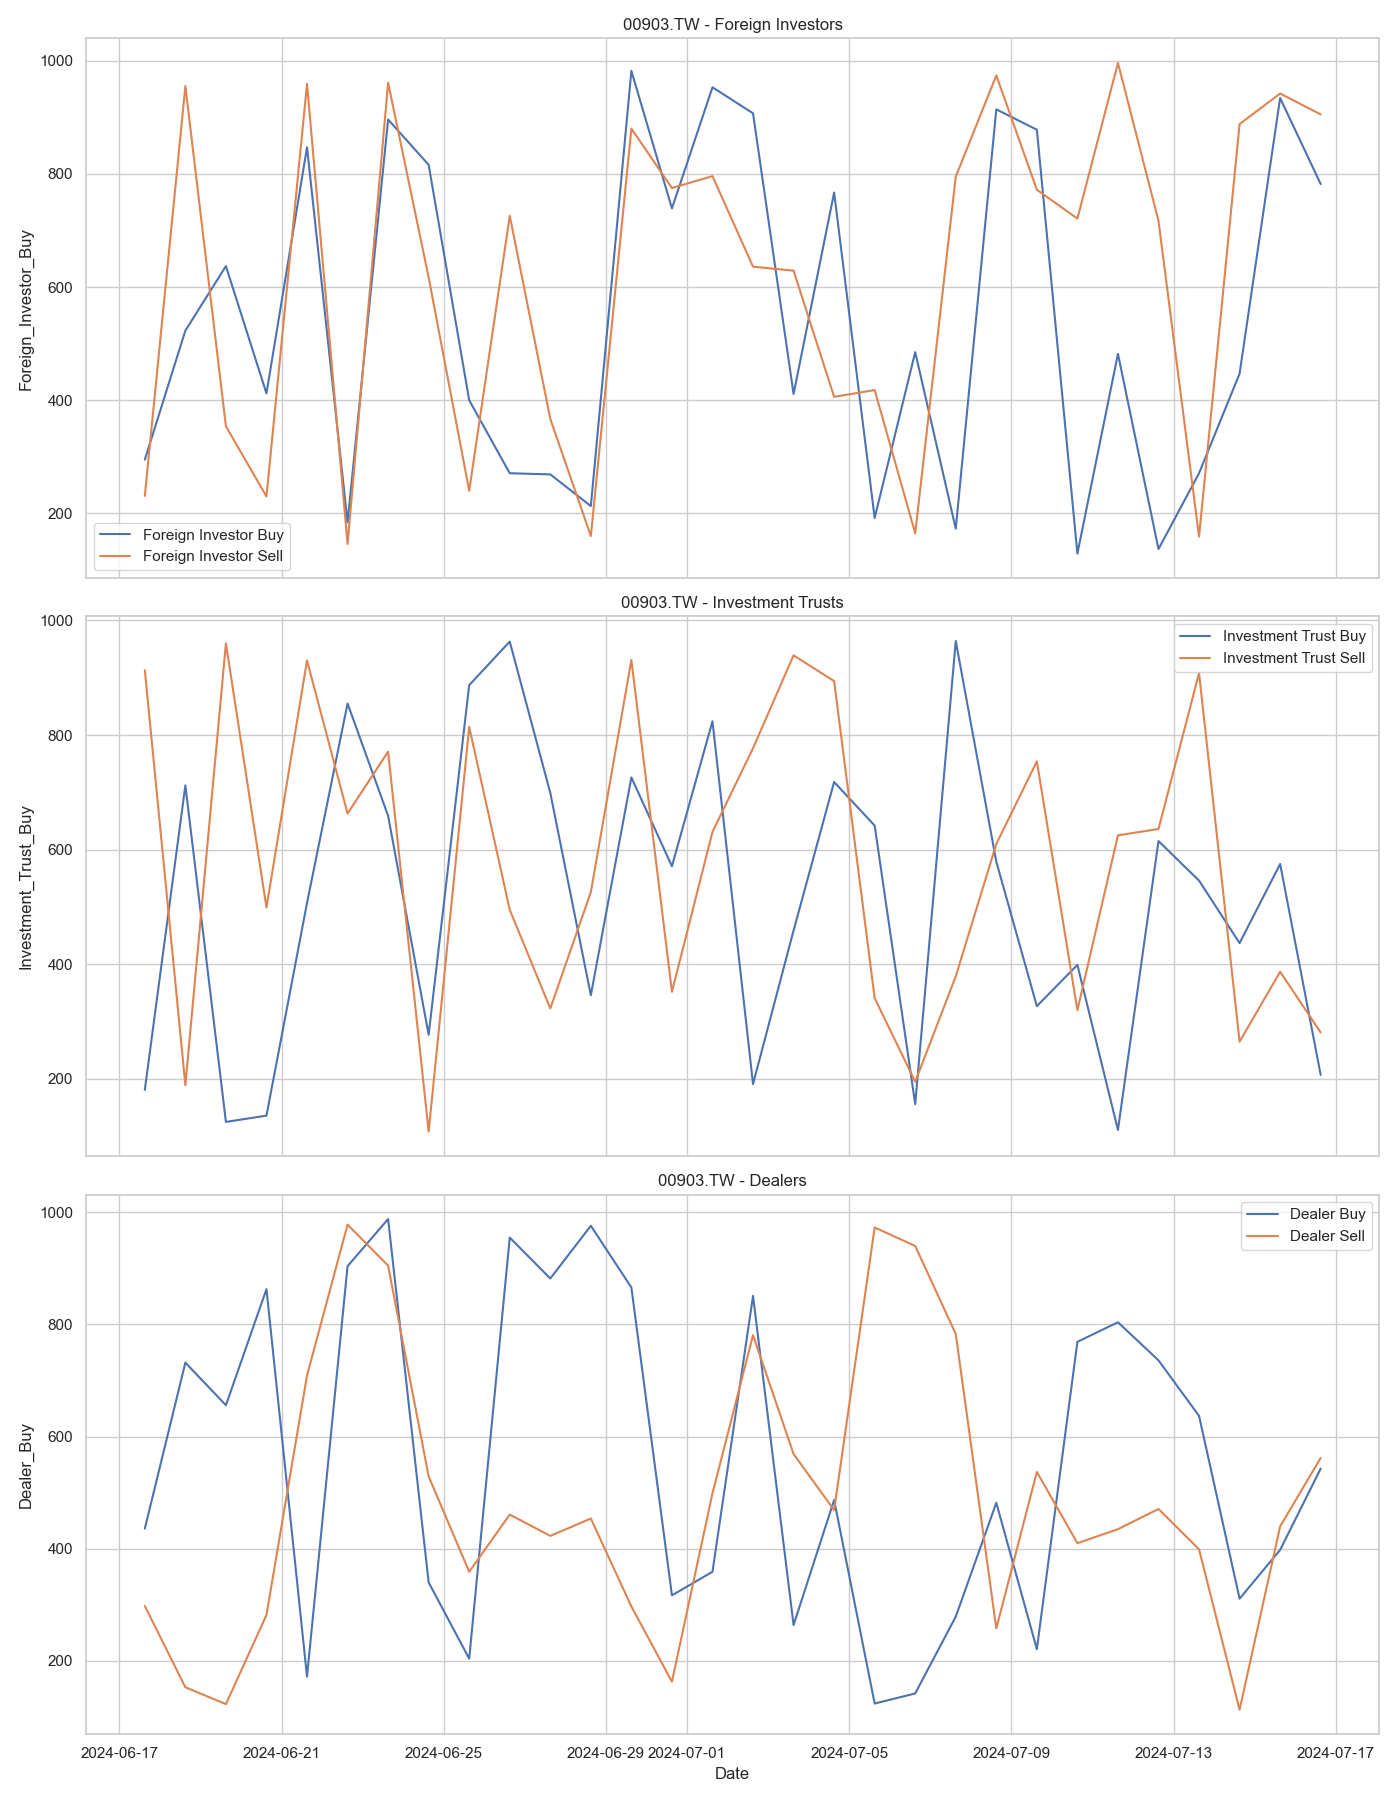 00903.TW - Foreign Investors
1000
800
600
400
200
Foreign_Investor_Buy
Foreign Investor Buy
Foreign Investor Sell
00903.TW - Investment Trusts
1000
800
600
400
200
Investment_Trust_Buy
Investment Trust Buy
Investment Trust Sell
00903.TW - Dealers
1000
800
600
400
200
Dealer_Buy
Dealer Buy
Dealer Sell
2024-06-17 2024-06-21 2024-06-25 2024-06-29 2024-07-01 2024-07-05 2024-07-09 2024-07-13 2024-07-17
Date